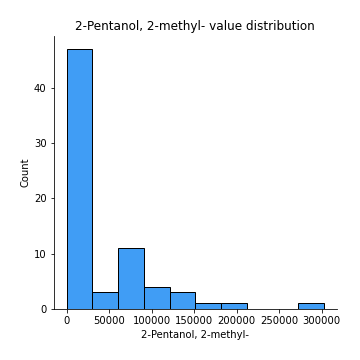 2-Pentanol, 2-methyl- value distribution
40
30
20
10
0
Count
0 50000 100000 150000 200000 250000 300000
2-Pentanol, 2-methyl-